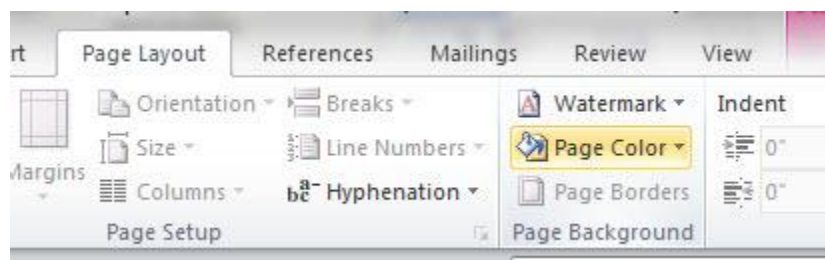 rt Page Layout References Mailings Review View
Orientation Breaks Watermark Indent
Size Line Numbers Page Color 0"
Margins
Columns Hyphenation Page Borders 0"
Page Setup Page Background